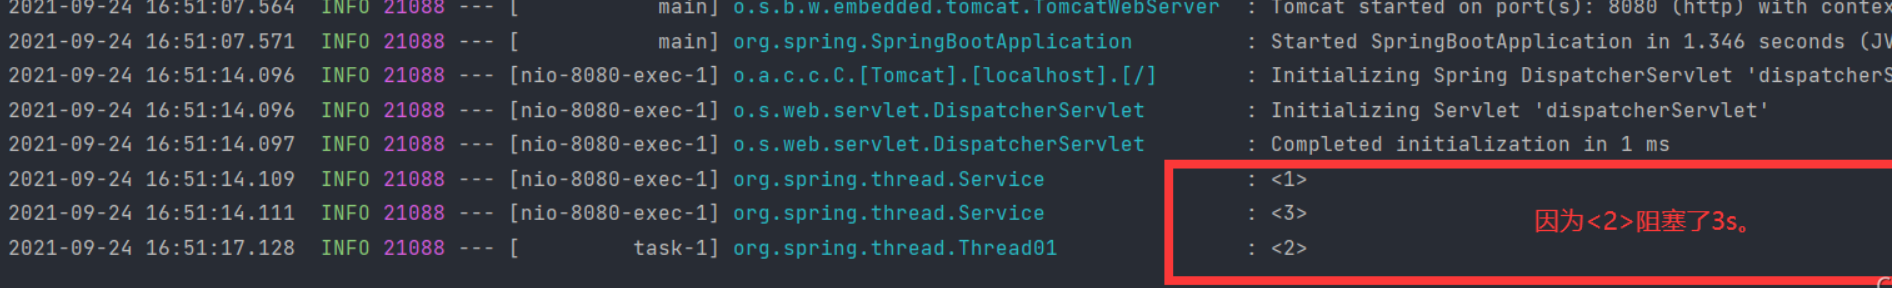 2021-09-24 16:51:07.564  INFO 21088 --- [           main] o.s.b.w.embedded.tomcat.TomcatWebServer  : Tomcat started on port(s): 8080 (http) with contex
2021-09-24 16:51:07.571  INFO 21088 --- [           main] org.spring.SpringBootApplication         : Started SpringBootApplication in 1.346 seconds (JV
2021-09-24 16:51:14.096  INFO 21088 --- [nio-8080-exec-1] o.a.c.c.C.[Tomcat].[localhost].[/]       : Initializing Spring DispatcherServlet 'dispatcherS
2021-09-24 16:51:14.096  INFO 21088 --- [nio-8080-exec-1] o.s.web.servlet.DispatcherServlet        : Initializing Servlet 'dispatcherServlet'
2021-09-24 16:51:14.097  INFO 21088 --- [nio-8080-exec-1] o.s.web.servlet.DispatcherServlet        : Completed initialization in 1 ms
2021-09-24 16:51:14.109  INFO 21088 --- [nio-8080-exec-1] org.spring.thread.Service                : <1>
2021-09-24 16:51:14.111  INFO 21088 --- [nio-8080-exec-1] org.spring.thread.Service                : <3>
因为<2>阻塞了3s。
2021-09-24 16:51:17.128  INFO 21088 --- [         task-1] org.spring.thread.Thread01               : <2>